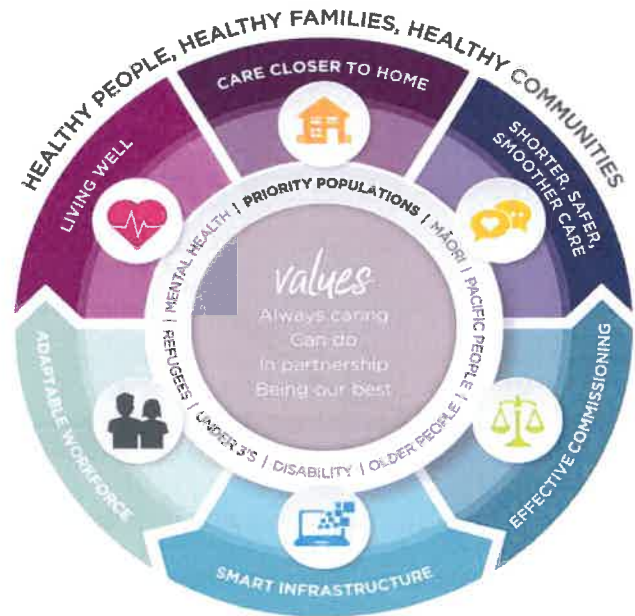 HEALTHY PEOPLE, HEALTHY FAMILIES, HEALTHY COMMUNITIES
CARE CLOSER TO HOME
LIVING WELL
SHORTER, SAFER,
SMOOTHER CARE
PRIORITY POPULATIONS | MĀORI | PACIFIC PEOPLE | OLDER PEOPLE | DISABILITY | UNDER 3'S | REFUGEES | MENTAL HEALTH |
values
Always caring
Can do
In partnership
Being our best
ADAPTABLE WORKFORCE
EFFECTIVE COMMISSIONING
SMART INFRASTRUCTURE